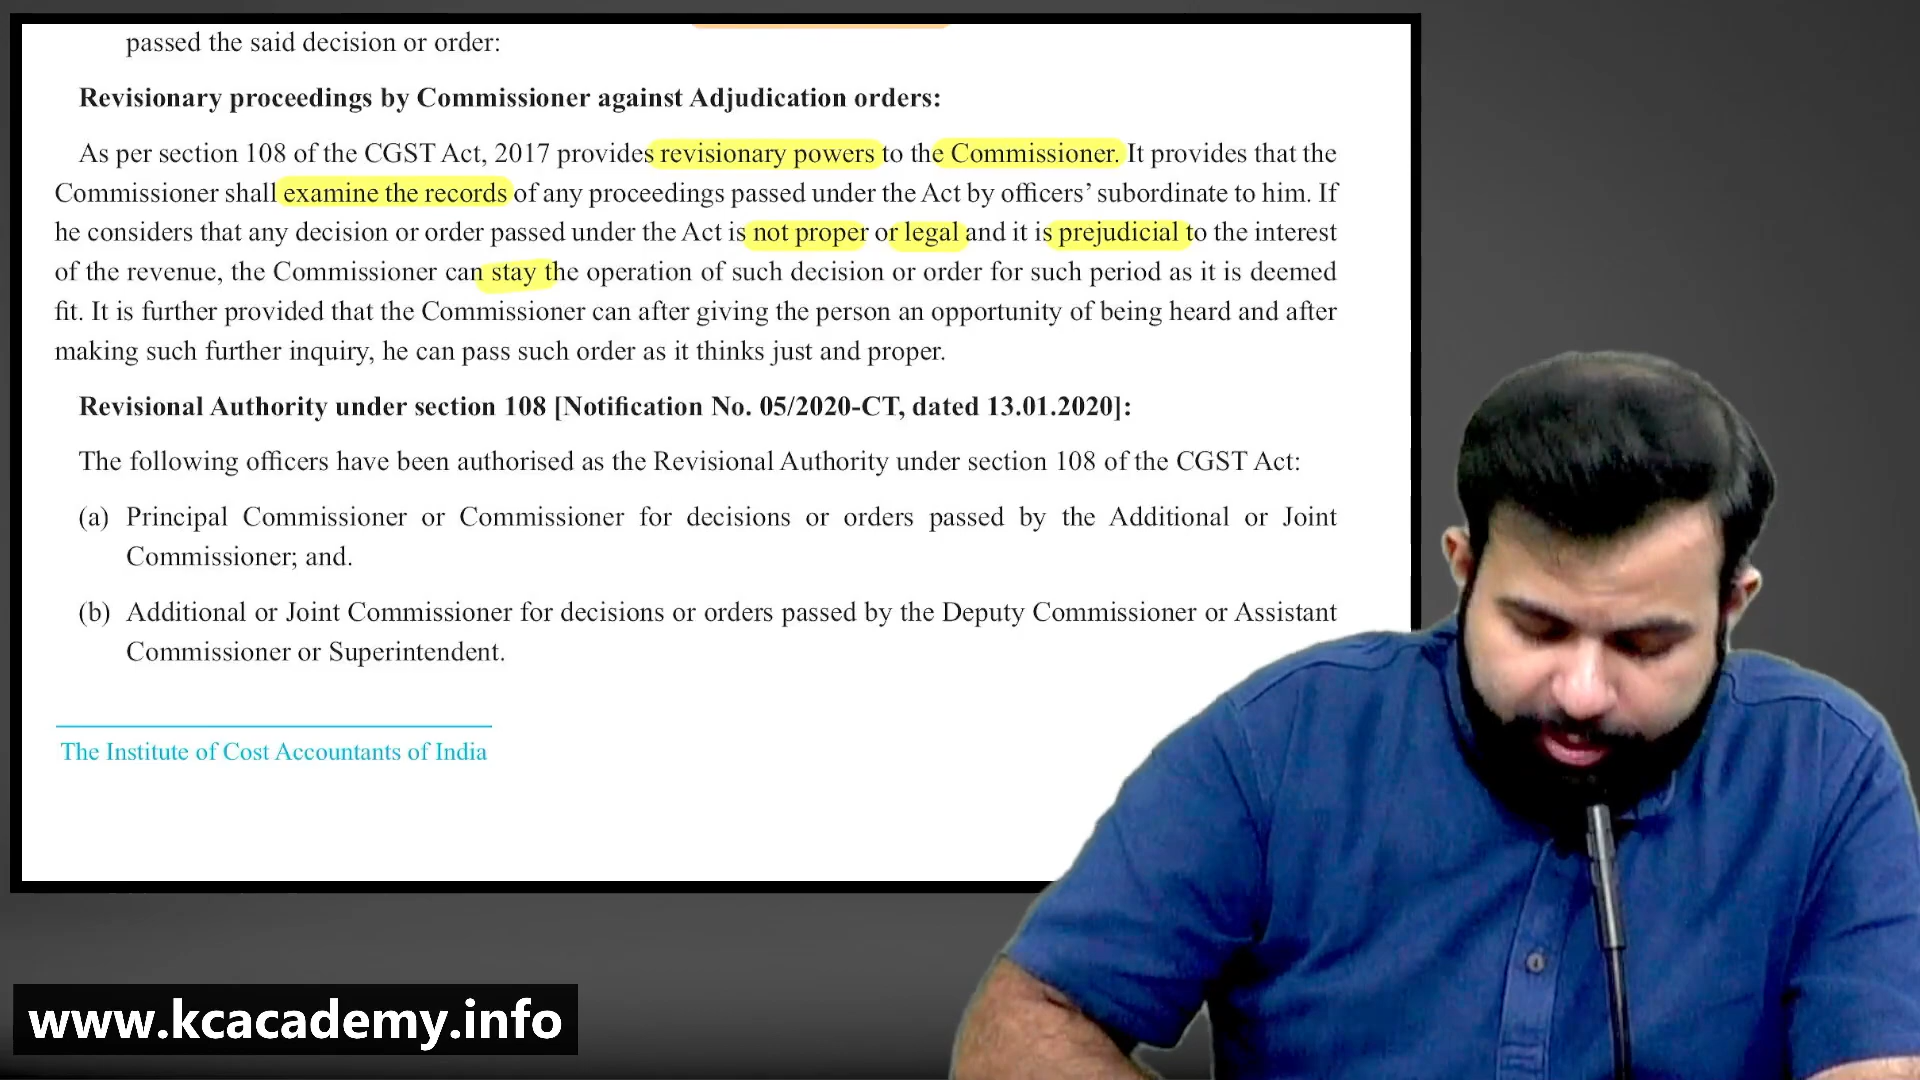 passed the said decision or order:
Revisionary proceedings by Commissioner against Adjudication orders:
As per section 108 of the CGST Act, 2017 provides revisionary powers to the Commissioner. It provides that the
Commissioner shall examine the records of any proceedings passed under the Act by officers’ subordinate to him. If
he considers that any decision or order passed under the Act is not proper or legal and it is prejudicial to the interest
of the revenue, the Commissioner can stay the operation of such decision or order for such period as it is deemed
fit. It is further provided that the Commissioner can after giving the person an opportunity of being heard and after
making such further inquiry, he can pass such order as it thinks just and proper.
Revisional Authority under section 108 [Notification No. 05/2020-CT, dated 13.01.2020]:
The following officers have been authorised as the Revisional Authority under section 108 of the CGST Act:
(a) Principal Commissioner or Commissioner for decisions or orders passed by the Additional or Joint
Commissioner; and.
(b) Additional or Joint Commissioner for decisions or orders passed by the Deputy Commissioner or Assistant
Commissioner or Superintendent.
The Institute of Cost Accountants of India
www.kcacademy.info